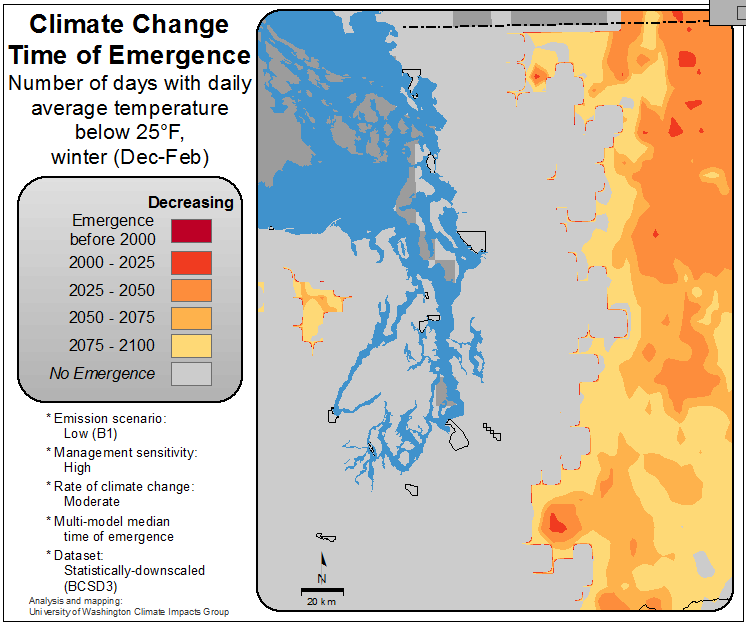 Climate Change
Time of Emergence
Number of days with daily
average temperature
below 25°F,
winter (Dec-Feb)
Decreasing
Emergence
before 2000
2000 - 2025
2025 - 2050
2050 - 2075
2075 - 2100
No Emergence
* Emission scenario:
Low (B1)
* Management sensitivity:
High
* Rate of climate change:
Moderate
* Multi-model median
time of emergence
* Dataset:
Statistically-downscaled
(BCSD3)
Analysis and mapping:
University of Washington Climate Impacts Group
N
20 km